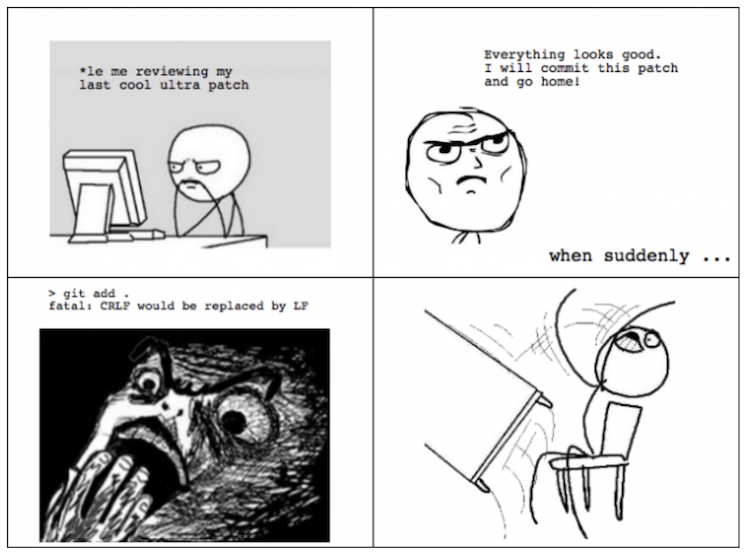 *le me reviewing my
last cool ultra patch
Everything looks good.
I will commit this patch
and go home!
when suddenly ...
> git add .
fatal: CRLF would be replaced by LF